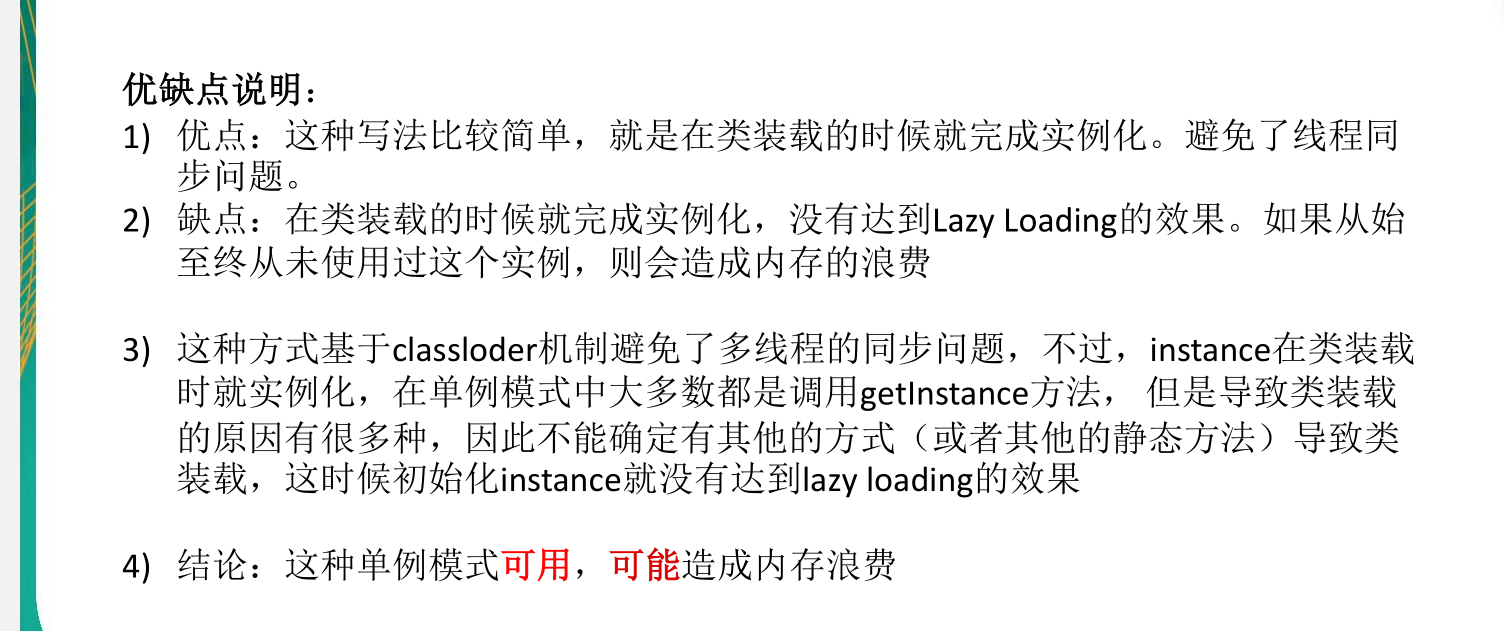 优缺点说明：
1) 优点：这种写法比较简单，就是在类装载的时候就完成实例化。避免了线程同
步问题。
2) 缺点：在类装载的时候就完成实例化，没有达到Lazy Loading的效果。如果从始
至终从未使用过这个实例，则会造成内存的浪费
3) 这种方式基于classloder机制避免了多线程的同步问题，不过，instance在类装载
时就实例化，在单例模式中大多数都是调用getInstance方法， 但是导致类装载
的原因有很多种，因此不能确定有其他的方式（或者其他的静态方法）导致类
装载，这时候初始化instance就没有达到lazy loading的效果
4) 结论：这种单例模式可用，可能造成内存浪费